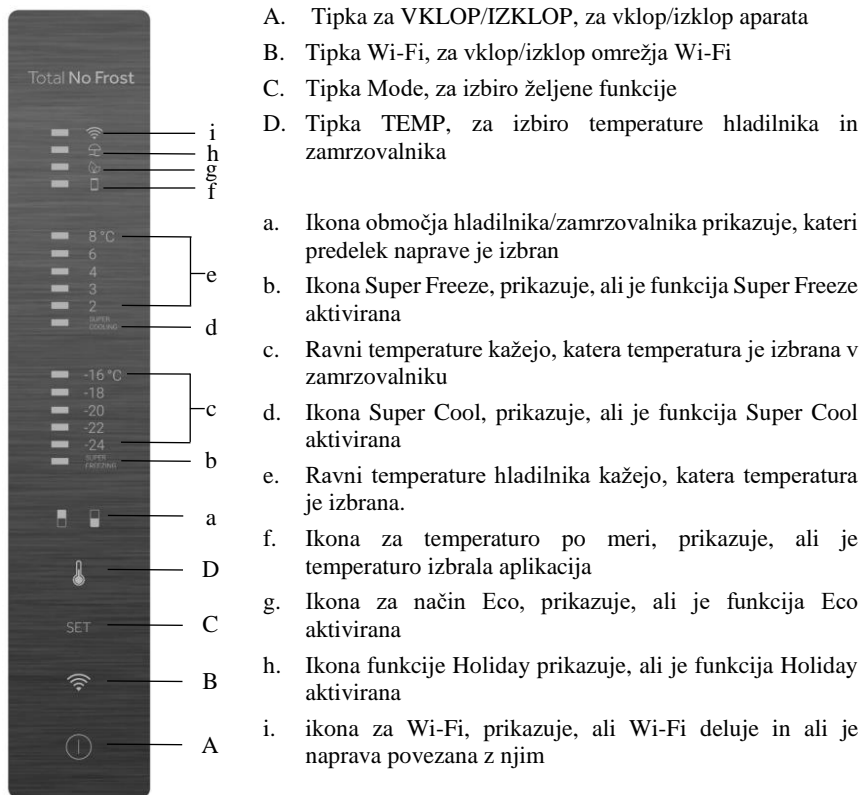 Total No Frost
i
h
g
f
8 °C
6
4
3
2
e
SUPER
COOLING
d
-16 °C
-18
-20
-22
-24
c
SUPER
FREEZING
b
a
D
SET
C
B
A
A. Tipka za VKLOP/IZKLOP, za vklop/izklop aparata
B. Tipka Wi-Fi, za vklop/izklop omrežja Wi-Fi
C. Tipka Mode, za izbiro željene funkcije
D. Tipka TEMP, za izbiro temperature hladilnika in
zamrzovalnika
a. Ikona območja hladilnika/zamrzovalnika prikazuje, kateri
predelek naprave je izbran
b. Ikona Super Freeze, prikazuje, ali je funkcija Super Freeze
aktivirana
c. Ravni temperature kažejo, katera temperatura je izbrana v
zamrzovalniku
d. Ikona Super Cool, prikazuje, ali je funkcija Super Cool
aktivirana
e. Ravni temperature hladilnika kažejo, katera temperatura
je izbrana.
f. Ikona za temperaturo po meri, prikazuje, ali je
temperaturo izbrala aplikacija
g. Ikona za način Eco, prikazuje, ali je funkcija Eco
aktivirana
h. Ikona funkcije Holiday prikazuje, ali je funkcija Holiday
aktivirana
i. ikona za Wi-Fi, prikazuje, ali Wi-Fi deluje in ali je
naprava povezana z njim